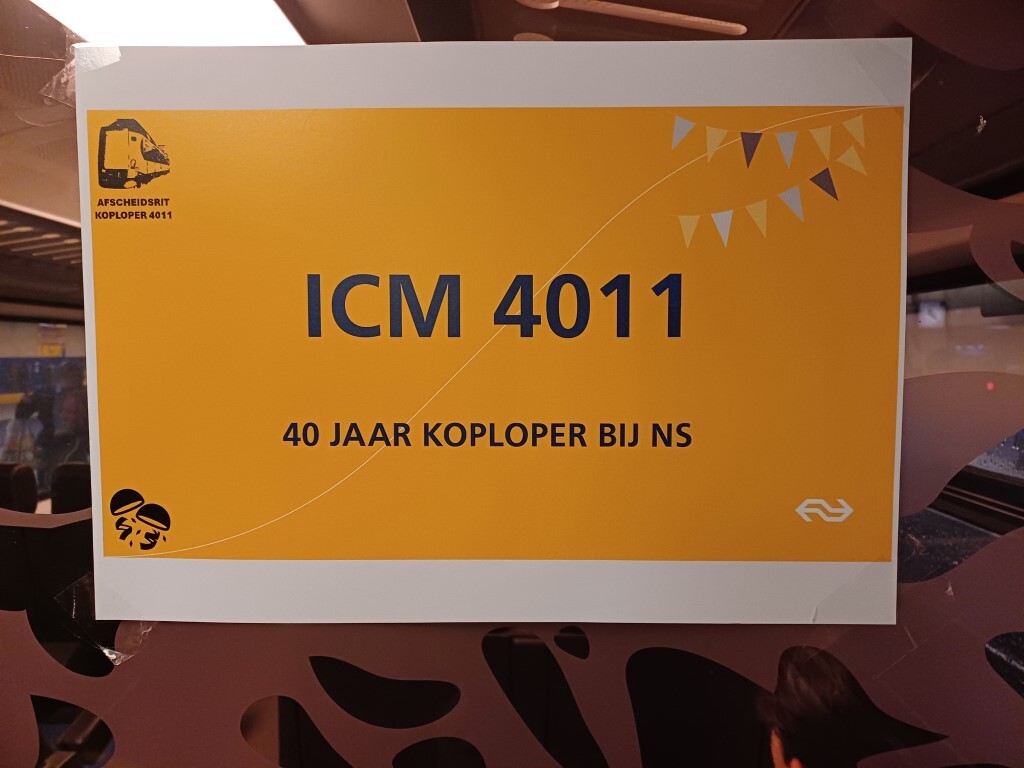 AFSCHEIDSRIT
KOPLOPER 4011
ICM 4011
40 JAAR KOPLOPER BIJ NS